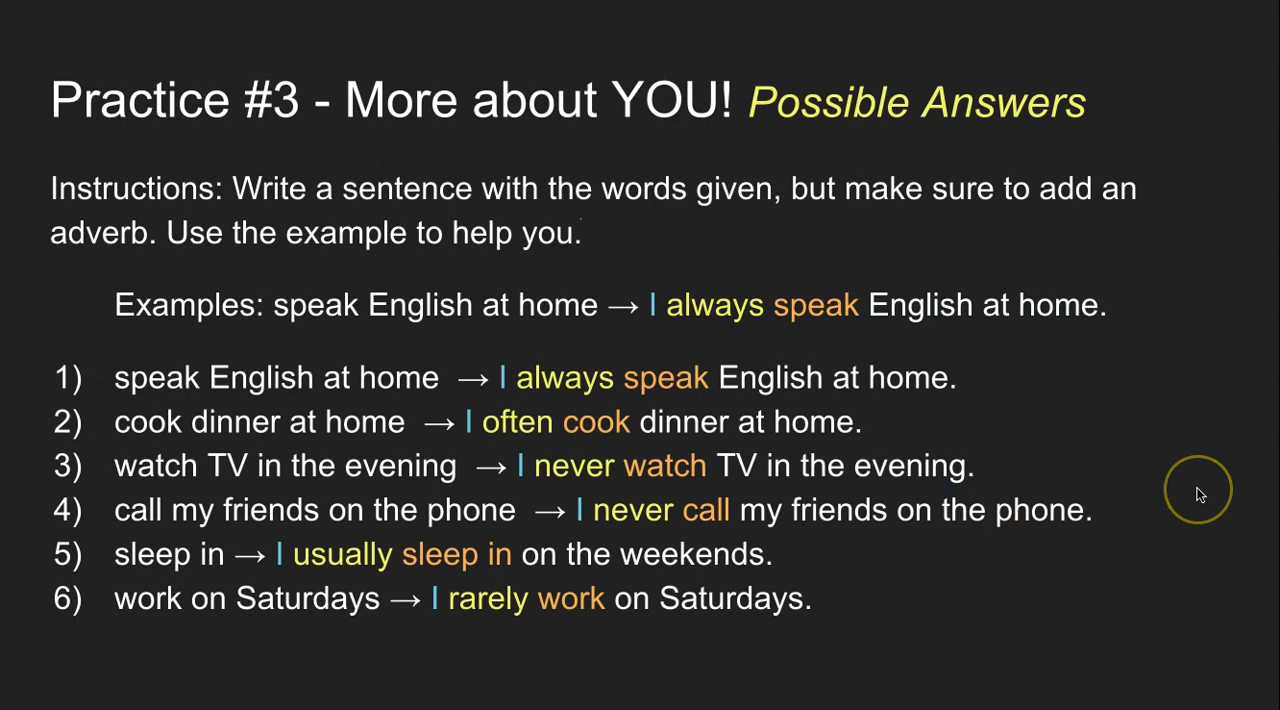 Practice #3 - More about YOU! Possible Answers
Instructions: Write a sentence with the words given, but make sure to add an
adverb. Use the example to help you.
Examples: speak English at home → I always speak English at home.
1) speak English at home → I always speak English at home.
2) cook dinner at home → I often cook dinner at home.
3) watch TV in the evening → I never watch TV in the evening.
4) call my friends on the phone → I never call my friends on the phone.
5) sleep in → I usually sleep in on the weekends.
6) work on Saturdays → I rarely work on Saturdays.